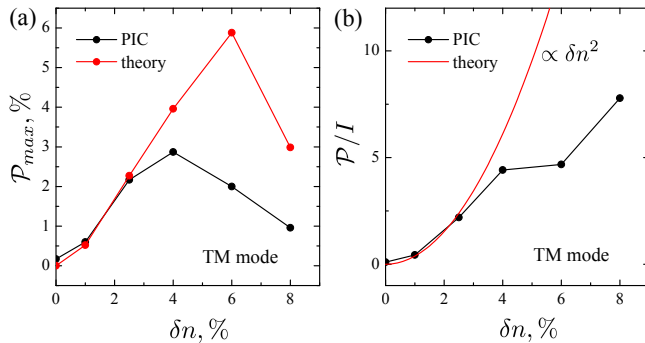 (a)
PIC
theory
6
5
4
3
2
1
0
P_max, %
TM mode
0 2 4 6 8
δn, %
(b)
PIC
theory
∝ δn²
10
5
0
P/I
TM mode
0 2 4 6 8
δn, %